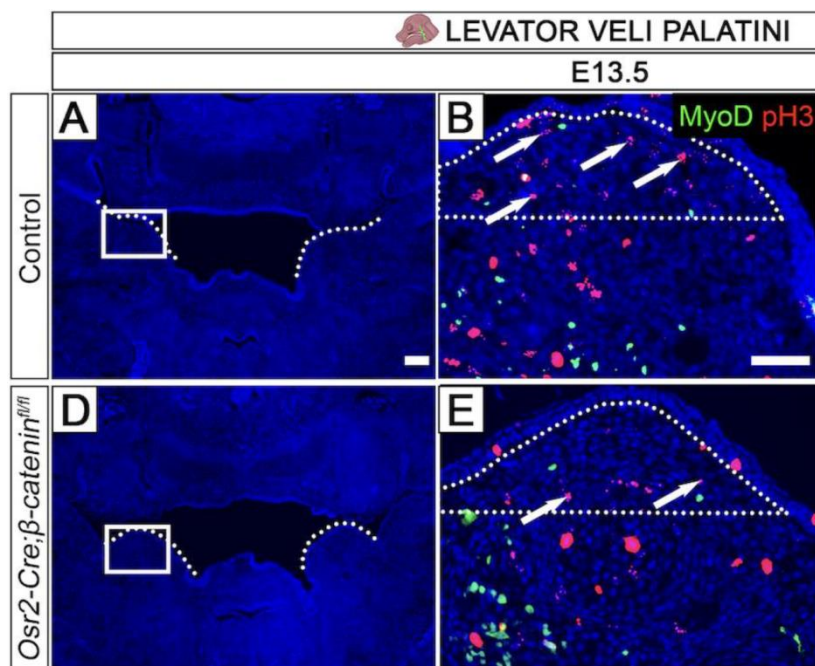 LEVATOR VELI PALATINI
E13.5
Control
A
B
MyoD pH3
Osr2-Cre;β-catenin^fl/fl
D
E